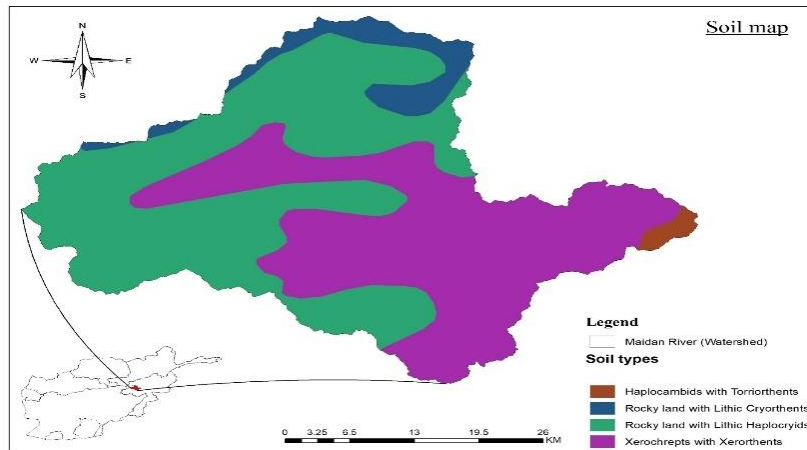 Soil map
N
W E
S
Legend
Maidan River (Watershed)
Soil types
Haplocambids with Torriorthents
Rocky land with Lithic Cryorthents
Rocky land with Lithic Haplocryids
Xerochrepts with Xerorthents
0 3.25 6.5 13 19.5 26
KM